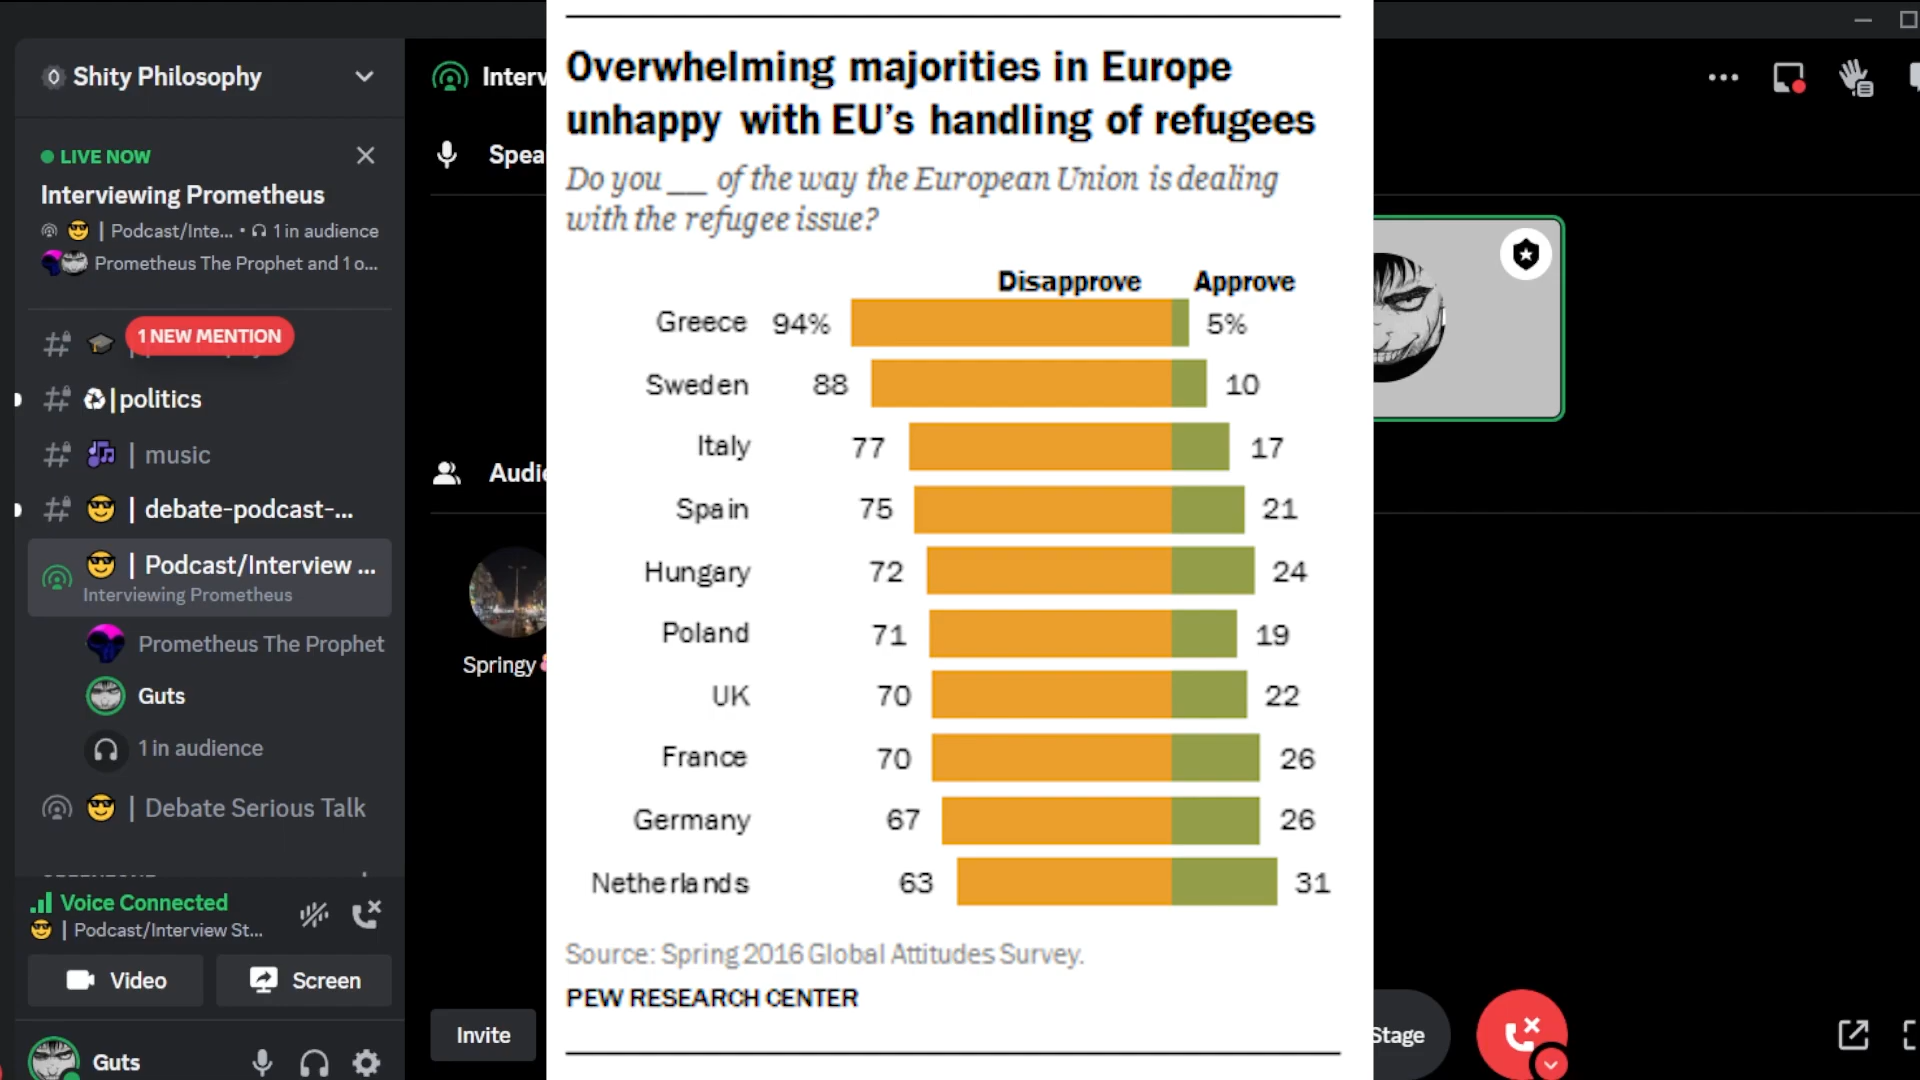 Shity Philosophy
LIVE NOW
Interviewing Prometheus
| Podcast/Inte... • 1 in audience
Prometheus The Prophet and 1 o...
1 NEW MENTION
|politics
| music
| debate-podcast-...
| Podcast/Interview ...
Interviewing Prometheus
Prometheus The Prophet
Guts
1 in audience
| Debate Serious Talk
Voice Connected
| Podcast/Interview St...
Video
Screen
Guts
Interv
Spea
Audie
Springy
Invite
Overwhelming majorities in Europe
unhappy with EU's handling of refugees
Do you __ of the way the European Union is dealing
with the refugee issue?
Disapprove Approve
Greece 94% 5%
Sweden 88 10
Italy 77 17
Spain 75 21
Hungary 72 24
Poland 71 19
UK 70 22
France 70 26
Germany 67 26
Netherlands 63 31
Source: Spring 2016 Global Attitudes Survey.
PEW RESEARCH CENTER
Stage